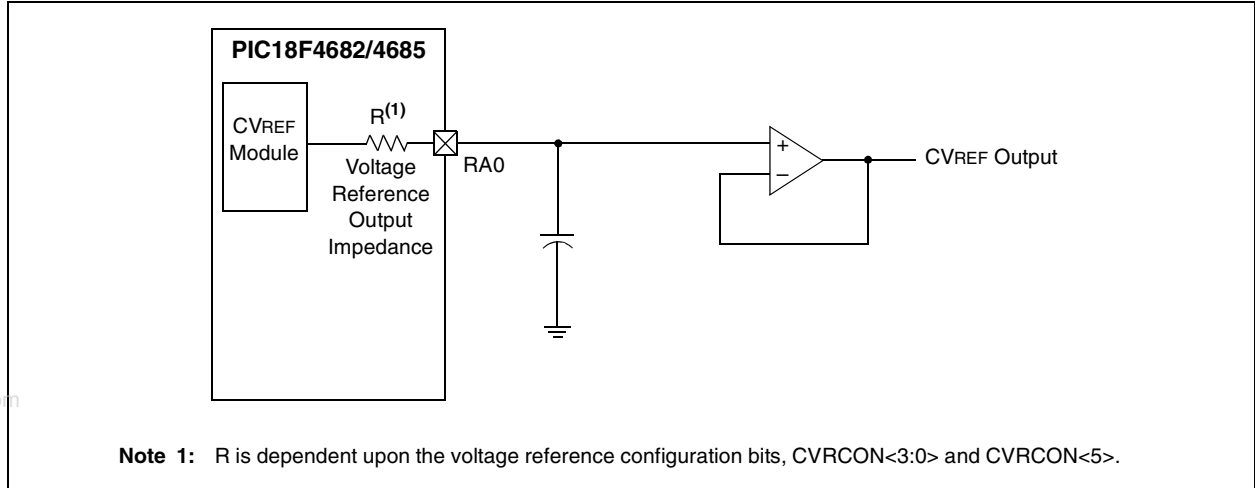 PIC18F4682/4685
CVREF
Module
R(1)
Voltage
Reference
Output
Impedance
RA0
+
–
CVREF Output
om
Note 1: R is dependent upon the voltage reference configuration bits, CVRCON<3:0> and CVRCON<5>.